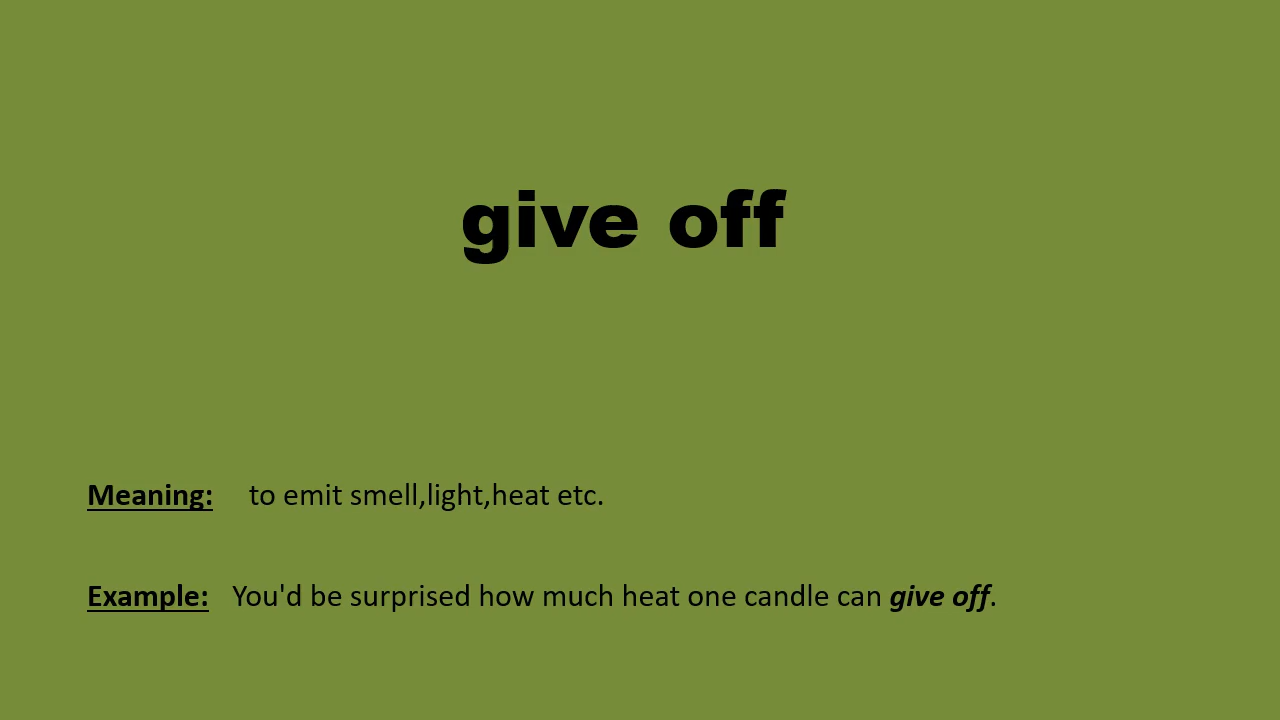 give off
Meaning: to emit smell,light,heat etc.
Example: You'd be surprised how much heat one candle can give off.